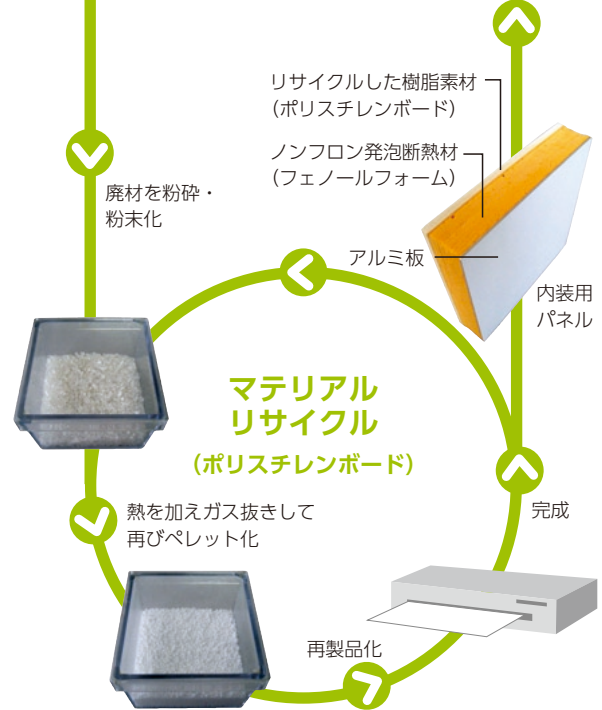 リサイクルした樹脂素材
（ポリスチレンボード）
ノンフロン発泡断熱材
（フェノールフォーム）
アルミ板
内装用
パネル
廃材を粉砕・
粉末化
マテリアル
リサイクル
（ポリスチレンボード）
熱を加えガス抜きして
再びペレット化
再製品化
完成